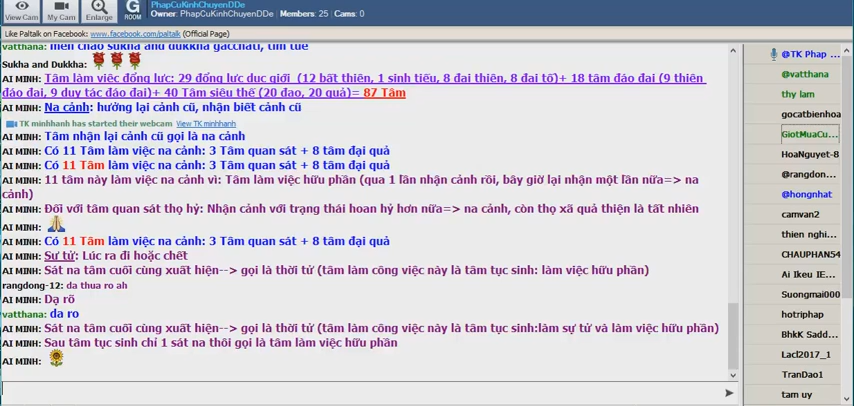 View Cam
My Cam
Enlarge
G
ROOM
PhapCuKinhChuyenDDe
Owner: PhapCuKinhChuyenDDe | Members: 25 | Cams: 0
Like Paltalk on Facebook: www.facebook.com/paltalk (Official Page)
vatthana: men chao sukha and dukkha gacchati, tim tue
Sukha and Dukkha:
AI MINH: Tâm làm việc đổng lực: 29 đổng lực dục giới (12 bất thiện, 1 sinh tiếu, 8 đại thiện, 8 đại tố)+ 18 tâm đáo đại (9 thiện
đáo đại, 9 duy tác đáo đại)+ 40 Tâm siêu thế (20 đạo, 20 quả)= 87 Tâm
AI MINH: Na cảnh: hưởng lại cảnh cũ, nhận biết cảnh cũ
TK minhhanh has started their webcam View TK minhhanh
AI MINH: Tâm nhận lại cảnh cũ gọi là na cảnh
AI MINH: Có 11 Tâm làm việc na cảnh: 3 Tâm quan sát + 8 tâm đại quả
AI MINH: Có 11 Tâm làm việc na cảnh: 3 Tâm quan sát + 8 tâm đại quả
AI MINH: 11 tâm này làm việc na cảnh vì: Tâm làm việc hữu phần (qua 1 lần nhận cảnh rồi, bây giờ lại nhận một lần nữa=> na
cảnh)
AI MINH: Đối với tâm quan sát thọ hỷ: Nhận cảnh với trạng thái hoan hỷ hơn nữa=> na cảnh, còn thọ xã quả thiện là tất nhiên
AI MINH:
AI MINH: Có 11 Tâm làm việc na cảnh: 3 Tâm quan sát + 8 tâm đại quả
AI MINH: Sư tử: Lúc ra đi hoặc chết
AI MINH: Sát na tâm cuối cùng xuất hiện--> gọi là thời tử (tâm làm công việc này là tâm tục sinh: làm việc hữu phần)
rangdong-12: da thua ro ah
AI MINH: Dạ rõ
vatthana: da ro
AI MINH: Sát na tâm cuối cùng xuất hiện--> gọi là thời tử (tâm làm công việc này là tâm tục sinh:làm sự tử và làm việc hữu phần)
AI MINH: Sau tâm tục sinh chỉ 1 sát na thôi gọi là tâm làm việc hữu phần
AI MINH:
@TK Phap ...
@vatthana
thy lam
gocatbienhoa
GiotMuaCu...
HoaNguyet-8
@rangdon...
@hongnhat
camvan2
thien nghi...
CHAUPHAN54
Ai Ikeu IE...
Suongmai000
hotriphap
BhkK Sadd...
Lacl2017_1
TranDao1
tam uy